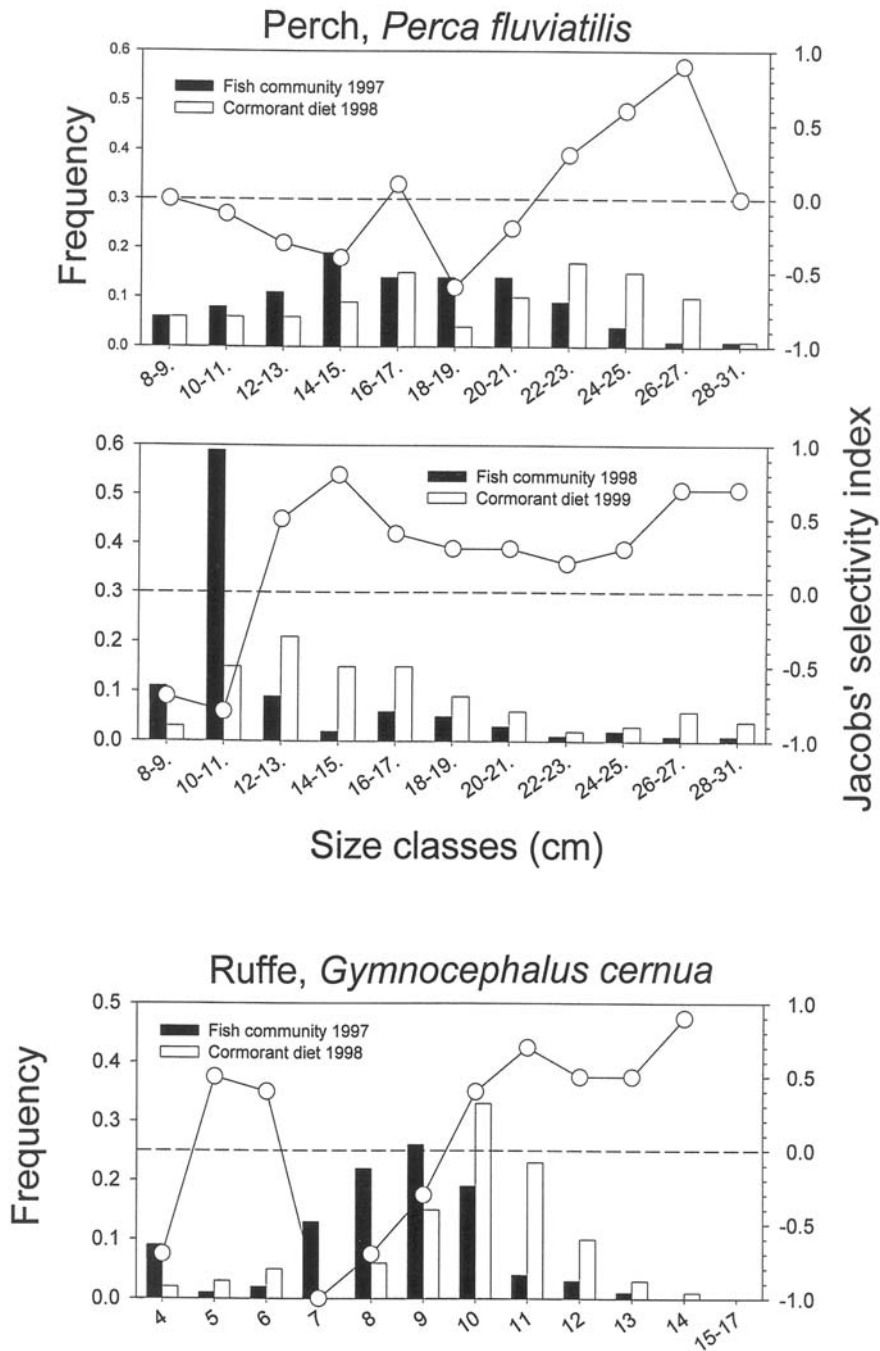 Perch, Perca fluviatilis
Frequency
0.6
0.5
0.4
0.3
0.2
0.1
0.0
Fish community 1997
Cormorant diet 1998
1.0
0.5
0.0
-0.5
-1.0
8-9. 10-11. 12-13. 14-15. 16-17. 18-19. 20-21. 22-23. 24-25. 26-27. 28-31.
0.6
0.5
0.4
0.3
0.2
0.1
0.0
Fish community 1998
Cormorant diet 1999
1.0
0.5
0.0
-0.5
-1.0
Jacobs' selectivity index
8-9. 10-11. 12-13. 14-15. 16-17. 18-19. 20-21. 22-23. 24-25. 26-27. 28-31.
Size classes (cm)
Ruffe, Gymnocephalus cernua
Frequency
0.5
0.4
0.3
0.2
0.1
0.0
Fish community 1997
Cormorant diet 1998
1.0
0.5
0.0
-0.5
-1.0
4 5 6 7 8 9 10 11 12 13 14 15-17